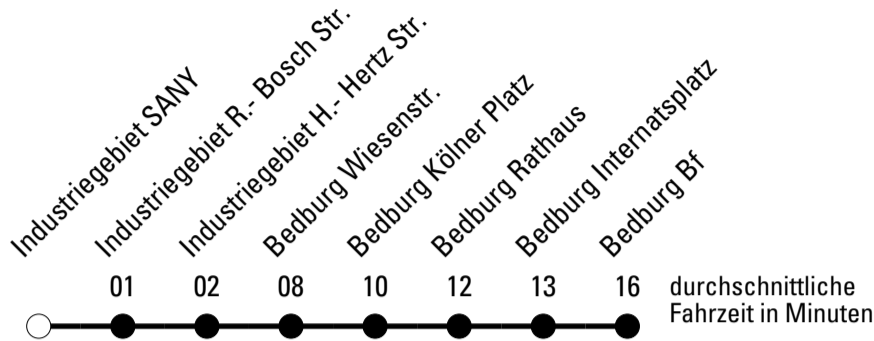 Industriegebiet SANY
Industriegebiet R.- Bosch Str.
Industriegebiet H.- Hertz Str.
Bedburg Wiesenstr.
Bedburg Kölner Platz
Bedburg Rathaus
Bedburg Internatsplatz
Bedburg Bf
01 02 08 10 12 13 16
durchschnittliche
Fahrzeit in Minuten